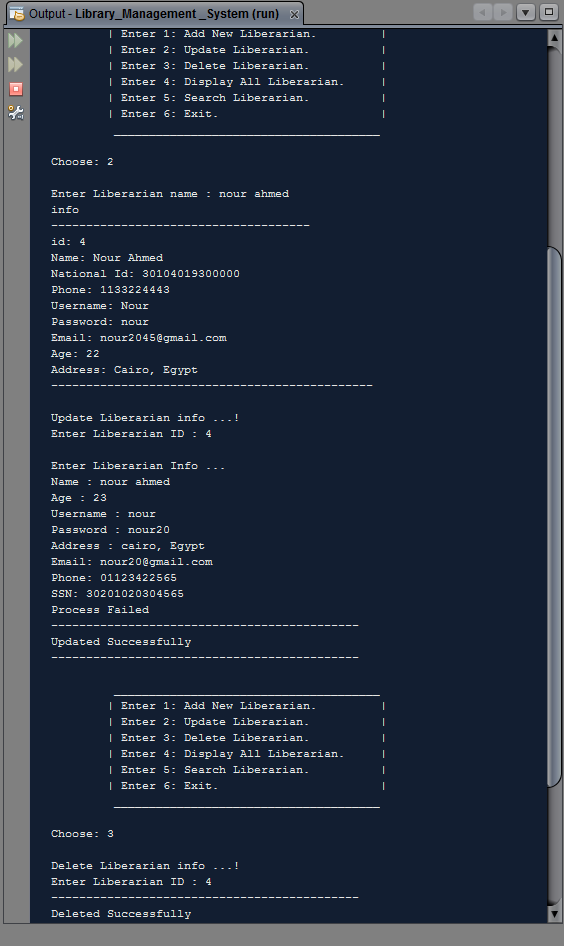 Output - Library_Management _System (run)
| Enter 1: Add New Liberarian. |
| Enter 2: Update Liberarian. |
| Enter 3: Delete Liberarian. |
| Enter 4: Display All Liberarian. |
| Enter 5: Search Liberarian. |
| Enter 6: Exit. |
______________________________________
Choose: 2
Enter Liberarian name : nour ahmed
info
-------------------------------------
id: 4
Name: Nour Ahmed
National Id: 30104019300000
Phone: 1133224443
Username: Nour
Password: nour
Email: nour2045@gmail.com
Age: 22
Address: Cairo, Egypt
----------------------------------------------
Update Liberarian info ...!
Enter Liberarian ID : 4
Enter Liberarian Info ...
Name : nour ahmed
Age : 23
Username : nour
Password : nour20
Address : cairo, Egypt
Email: nour20@gmail.com
Phone: 01123422565
SSN: 30201020304565
Process Failed
--------------------------------------------
Updated Successfully
--------------------------------------------
______________________________________
| Enter 1: Add New Liberarian. |
| Enter 2: Update Liberarian. |
| Enter 3: Delete Liberarian. |
| Enter 4: Display All Liberarian. |
| Enter 5: Search Liberarian. |
| Enter 6: Exit. |
______________________________________
Choose: 3
Delete Liberarian info ...!
Enter Liberarian ID : 4
--------------------------------------------
Deleted Successfully